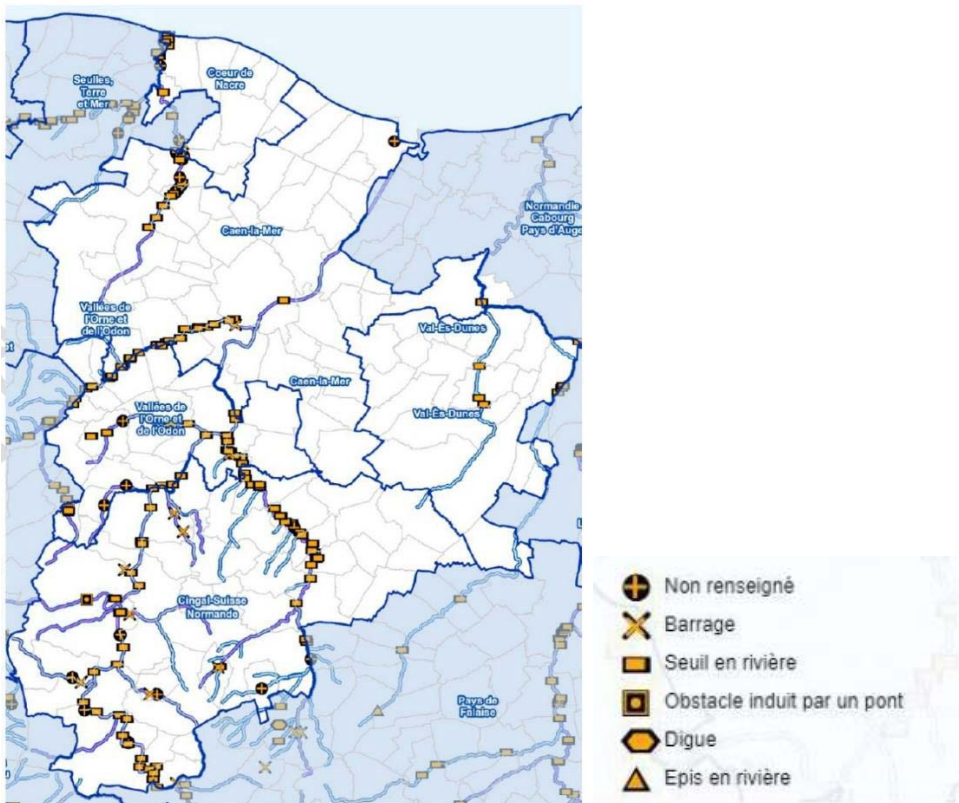 Coeur de
Nacre
Seulles,
Terre
et Mer
Normandie
Cabourg
Pays d'Auge
Caen-la-Mer
Vallées de
l'Orne et
de l'Odon
Val-Ès-Dunes
Caen-la-Mer
Vallées de
l'Orne et
de l'Odon
Val-Ès-Dunes
Cingal-Suisse
Normande
Pays de
Falaise
Non renseigné
Barrage
Seuil en rivière
Obstacle induit par un pont
Digue
Epis en rivière